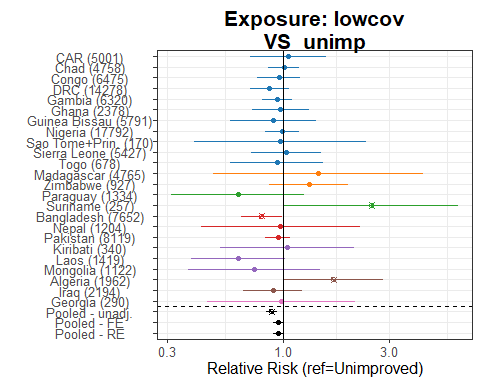 Exposure: lowcov
VS unimp
CAR (5001)
Chad (4758)
Congo (6475)
DRC (14278)
Gambia (6320)
Ghana (2378)
Guinea Bissau (5791)
Nigeria (17792)
Sao Tome+Prin. (170)
Sierra Leone (5427)
Togo (678)
Madagascar (4765)
Zimbabwe (927)
Paraguay (1334)
Suriname (257)
Bangladesh (7652)
Nepal (1204)
Pakistan (8119)
Kiribati (340)
Laos (1419)
Mongolia (1122)
Algeria (1962)
Iraq (2194)
Georgia (290)
Pooled - unadj.
Pooled - FE
Pooled - RE
0.3 1.0 3.0
Relative Risk (ref=Unimproved)